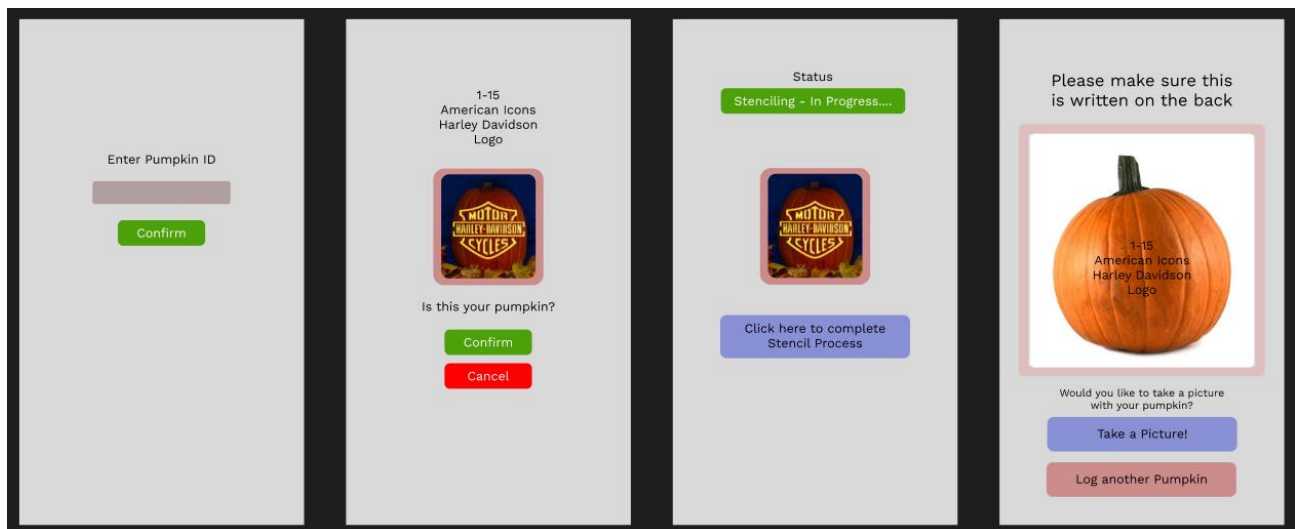 Enter Pumpkin ID
Confirm
1-15
American Icons
Harley Davidson
Logo
MOTOR
HARLEY-DAVIDSON
CYCLES
Is this your pumpkin?
Confirm
Cancel
Status
Stenciling - In Progress....
MOTOR
HARLEY-DAVIDSON
CYCLES
Click here to complete
Stencil Process
Please make sure this
is written on the back
1-15
American Icons
Harley Davidson
Logo
Would you like to take a picture
with your pumpkin?
Take a Picture!
Log another Pumpkin